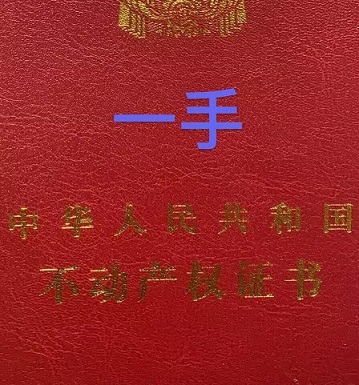 一手
中华人民共和国
不动产权证书